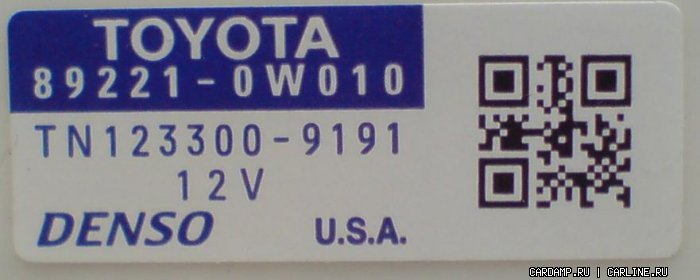 TOYOTA
89221-0W010
TN123300-9191
12V
DENSO U.S.A.
CARDAMP.RU | CARLINE.RU